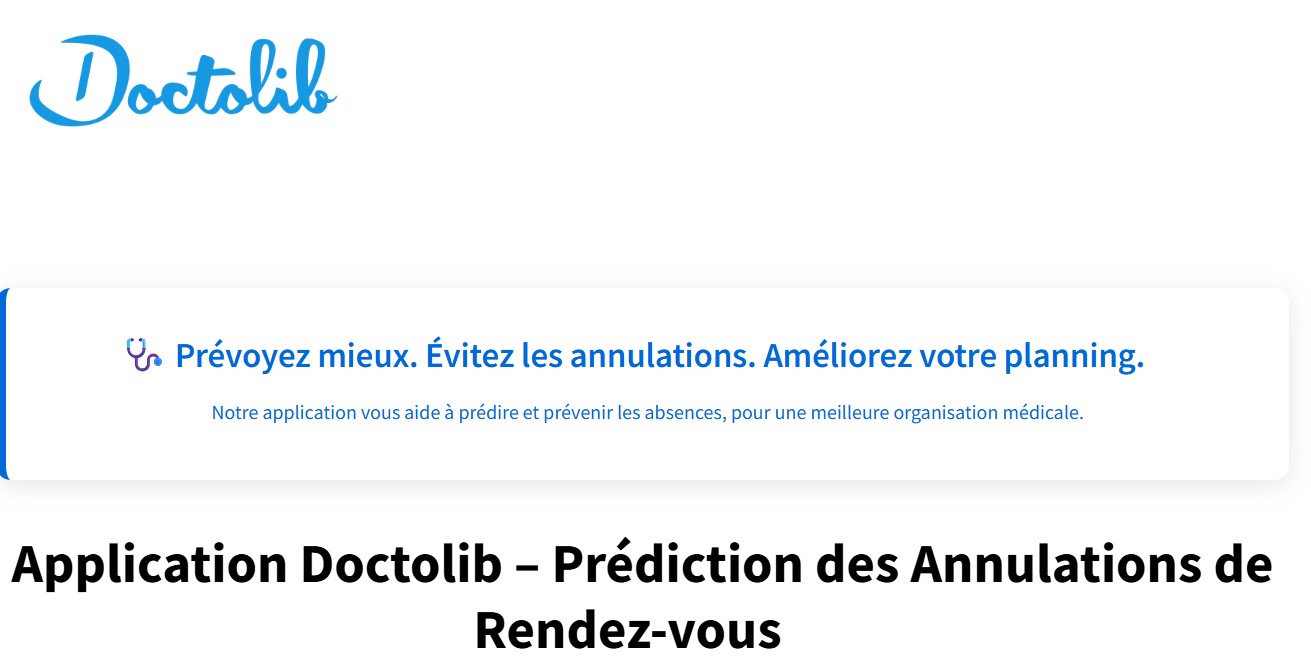 Doctolib
Prévoyez mieux. Évitez les annulations. Améliorez votre planning.
Notre application vous aide à prédire et prévenir les absences, pour une meilleure organisation médicale.
Application Doctolib – Prédiction des Annulations de
Rendez-vous